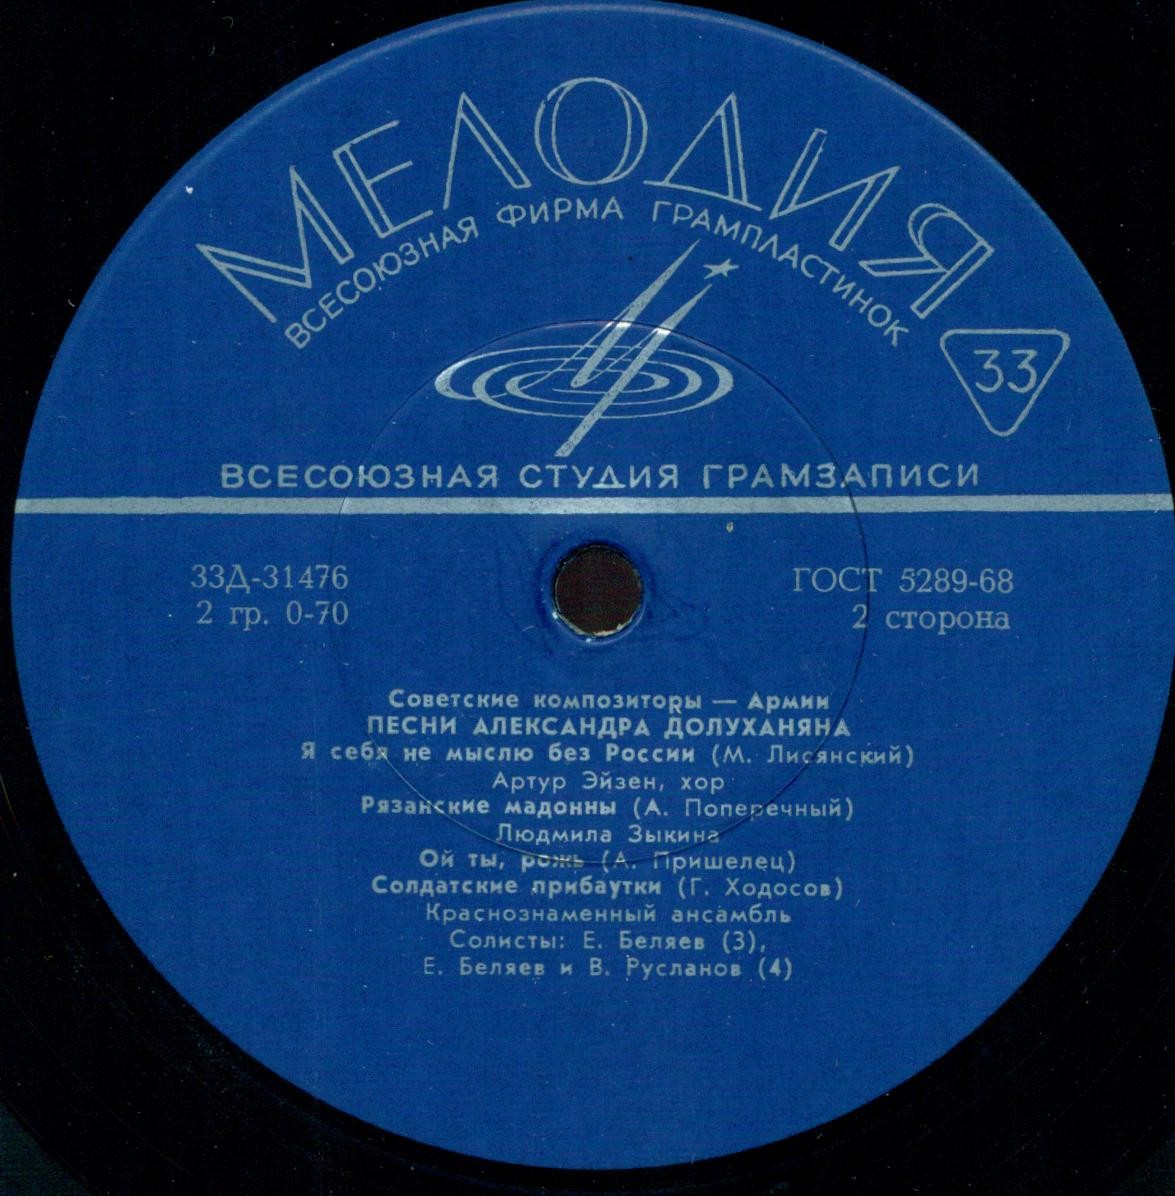 МЕЛОДИЯ
ВСЕСОЮЗНАЯ ФИРМА ГРАМПЛАСТИНОК
33
ВСЕСОЮЗНАЯ СТУДИЯ ГРАМЗАПИСИ
33Д-31476
2 гр. 0-70
ГОСТ 5289-68
2 сторона
Советские композиторы — Армии
ПЕСНИ АЛЕКСАНДРА ДОЛУХАНЯНА
Я себя не мыслю без России (М. Лисянский)
Артур Эйзен, хор
Рязанские мадонны (А. Поперечный)
Людмила Зыкина
Ой ты, рожь (А. Пришелец)
Солдатские прибаутки (Г. Ходосов)
Краснознаменный ансамбль
Солисты: Е. Беляев (3),
Е. Беляев и В. Русланов (4)